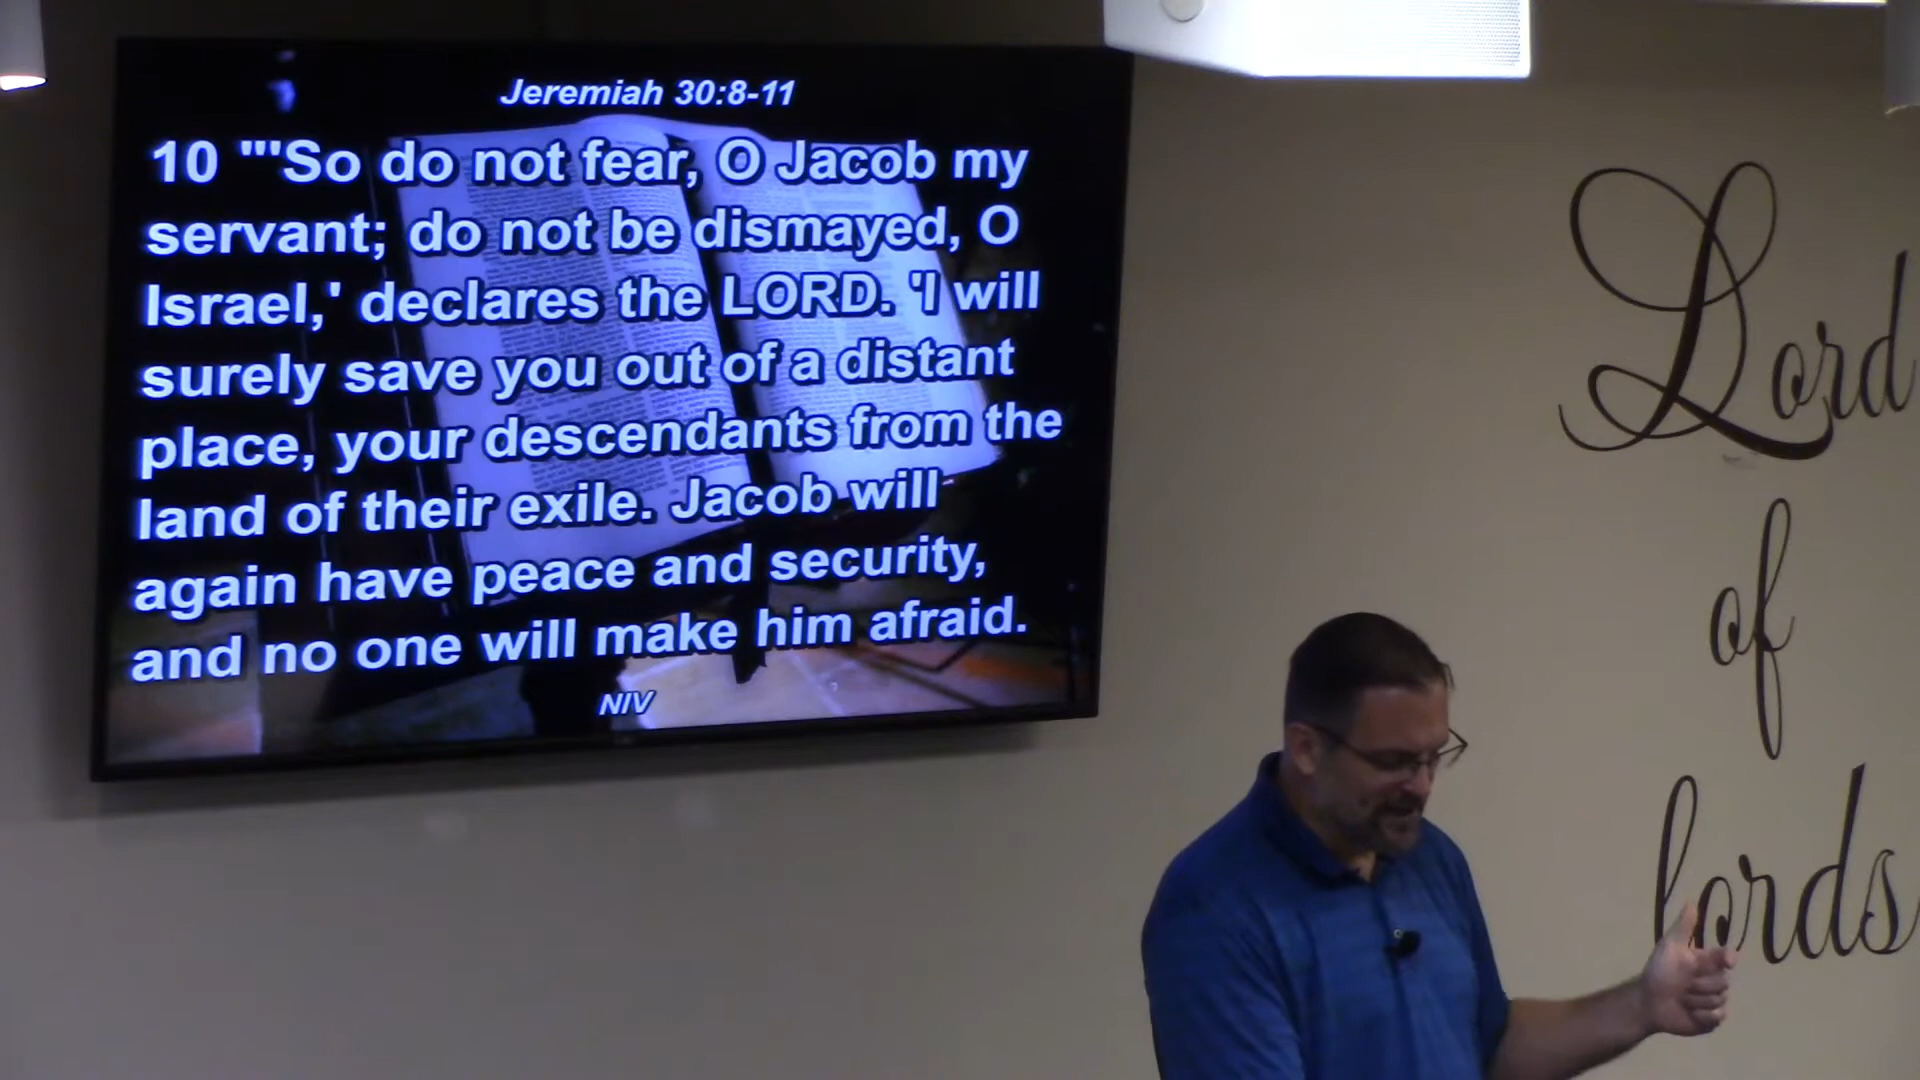 Jeremiah 30:8-11
10 "'So do not fear, O Jacob my
servant; do not be dismayed, O
Israel,' declares the LORD. 'I will
surely save you out of a distant
place, your descendants from the
land of their exile. Jacob will
again have peace and security,
and no one will make him afraid.
NIV
Lord
of
lords